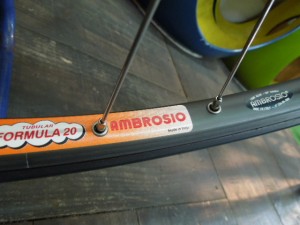 TUBULAR
FORMULA 20
AMBROSIO
Made in Italy
AMBROSIO